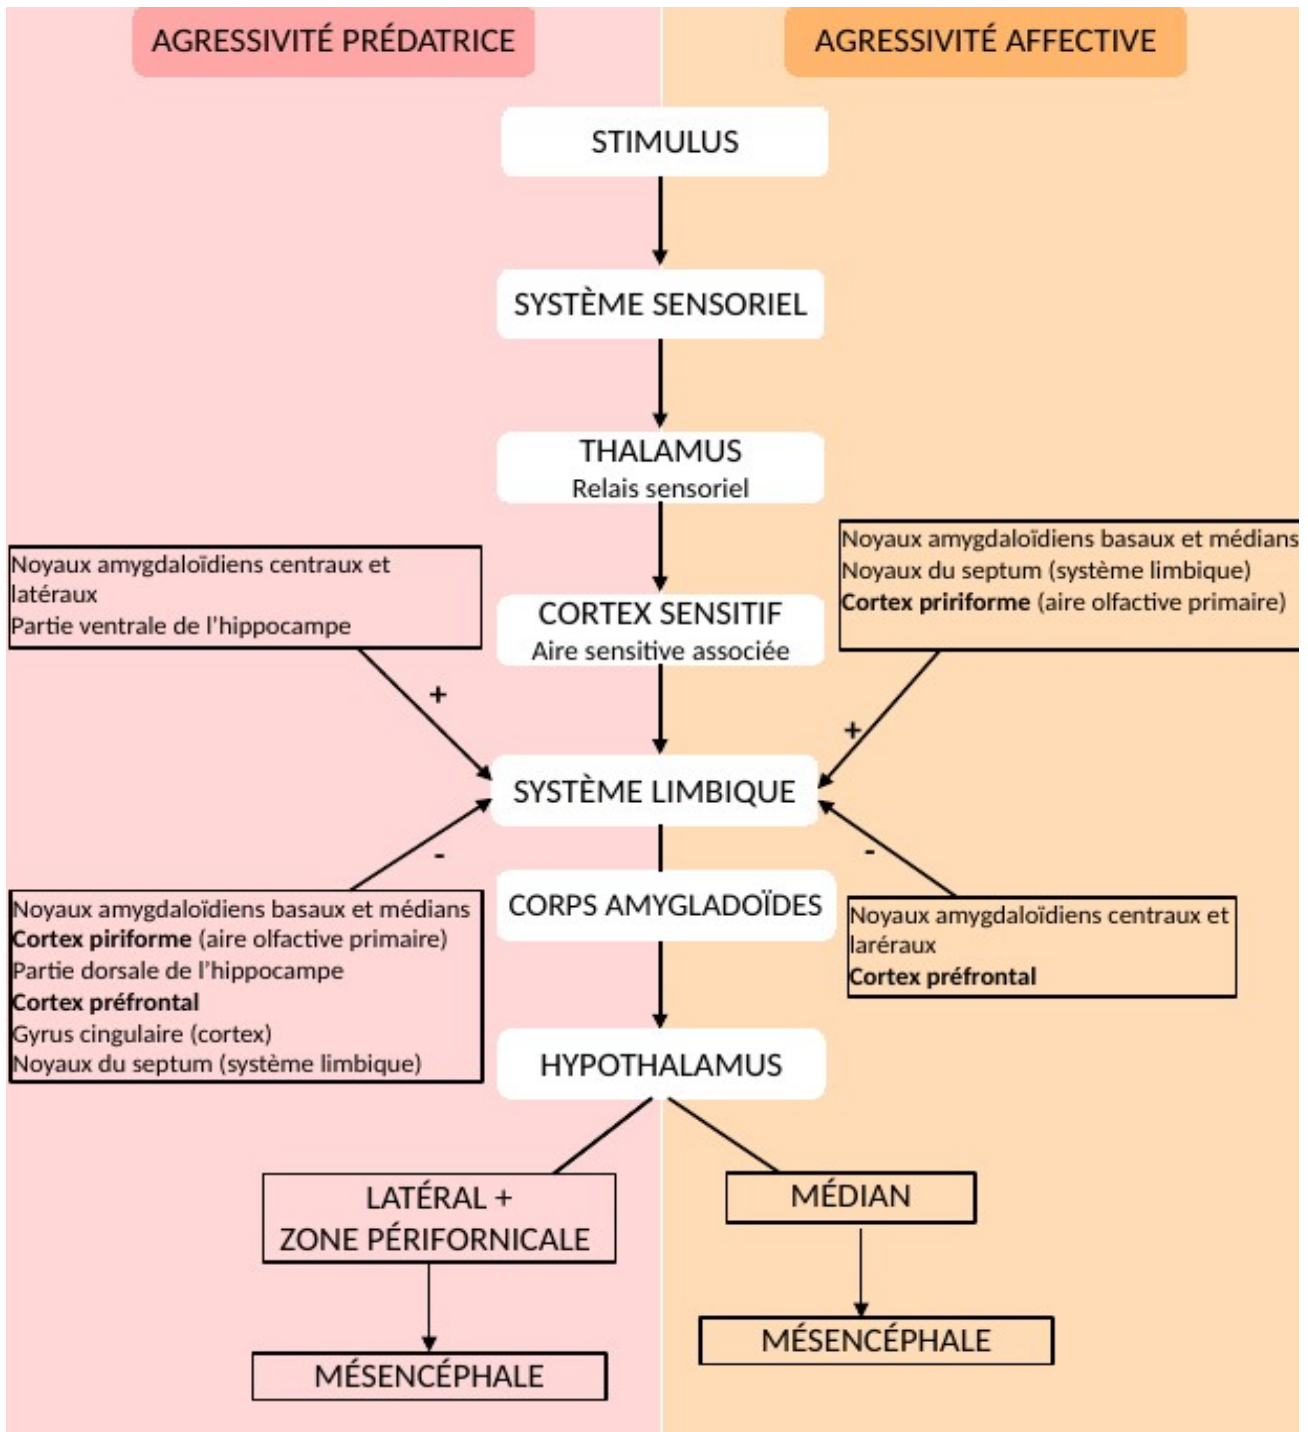 AGRESSIVITÉ PRÉDATRICE
AGRESSIVITÉ AFFECTIVE
STIMULUS
SYSTÈME SENSORIEL
THALAMUS
Relais sensoriel
Noyaux amygdaloïdiens centraux et
latéraux
Partie ventrale de l'hippocampe
+
CORTEX SENSITIF
Aire sensitive associée
Noyaux amygdaloïdiens basaux et médians
Noyaux du septum (système limbique)
Cortex pririforme (aire olfactive primaire)
+
SYSTÈME LIMBIQUE
-
-
Noyaux amygdaloïdiens basaux et médians
Cortex piriforme (aire olfactive primaire)
Partie dorsale de l'hippocampe
Cortex préfrontal
Gyrus cingulaire (cortex)
Noyaux du septum (système limbique)
CORPS AMYGLADOÏDES
Noyaux amygdaloïdiens centraux et
laréraux
Cortex préfrontal
HYPOTHALAMUS
LATÉRAL +
ZONE PÉRIFORNICALE
MÉDIAN
MÉSENCÉPHALE
MÉSENCÉPHALE